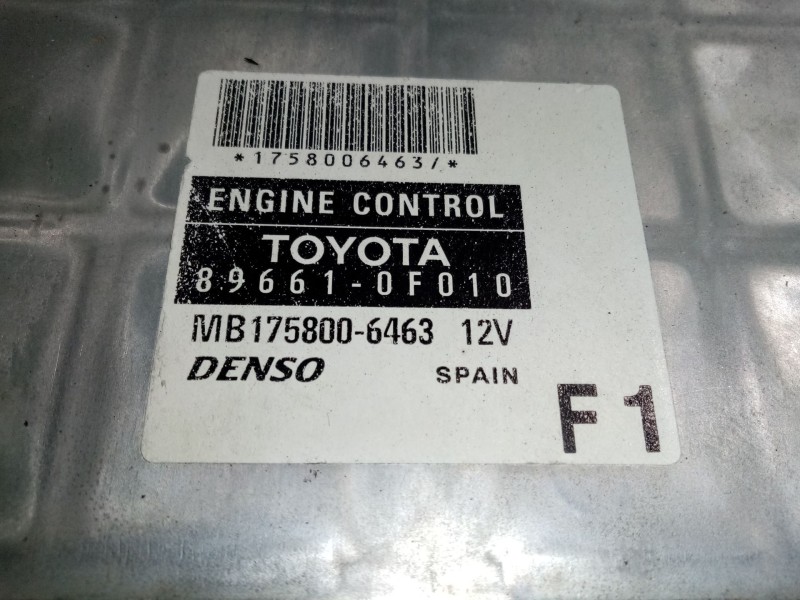 *1758006463/*
ENGINE CONTROL
TOYOTA
89661-0F010
MB175800-6463 12V
DENSO SPAIN
F1